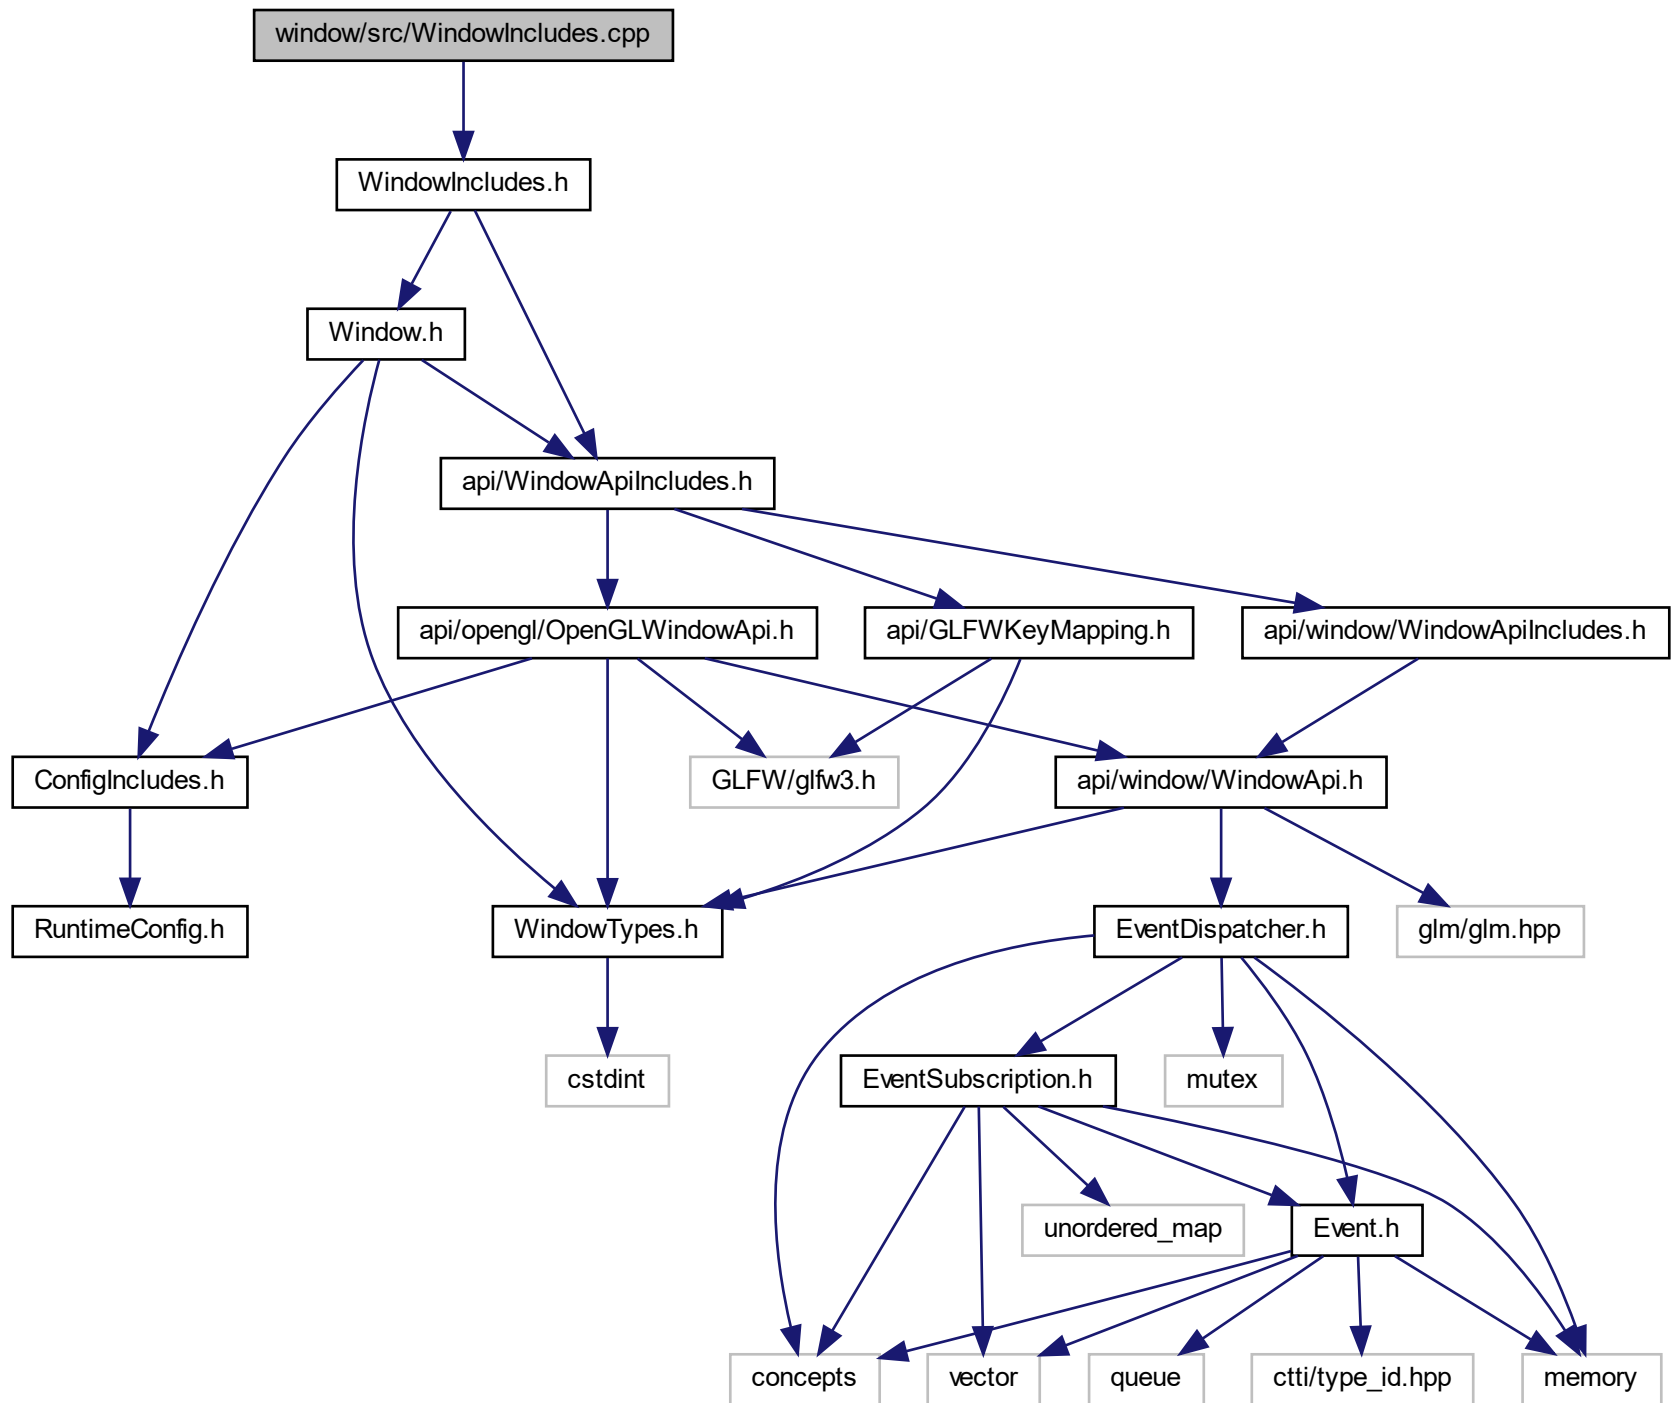 window/src/WindowIncludes.cpp
WindowIncludes.h
Window.h
api/WindowApiIncludes.h
api/opengl/OpenGLWindowApi.h
api/GLFWKeyMapping.h
api/window/WindowApiIncludes.h
ConfigIncludes.h
GLFW/glfw3.h
api/window/WindowApi.h
RuntimeConfig.h
WindowTypes.h
EventDispatcher.h
glm/glm.hpp
cstdint
EventSubscription.h
mutex
unordered_map
Event.h
concepts
vector
queue
ctti/type_id.hpp
memory